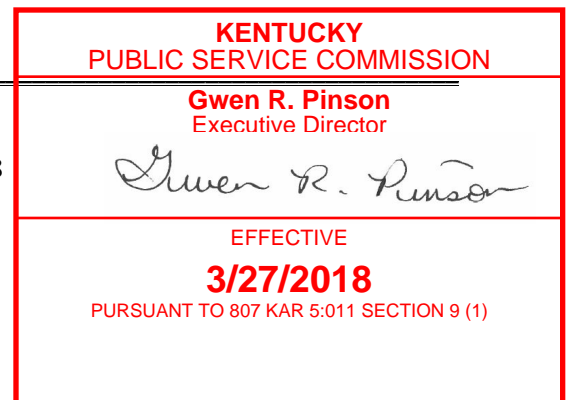 KENTUCKY
PUBLIC SERVICE COMMISSION
Gwen R. Pinson
Executive Director
Gwen R. Pinson
EFFECTIVE
3/27/2018
PURSUANT TO 807 KAR 5:011 SECTION 9 (1)